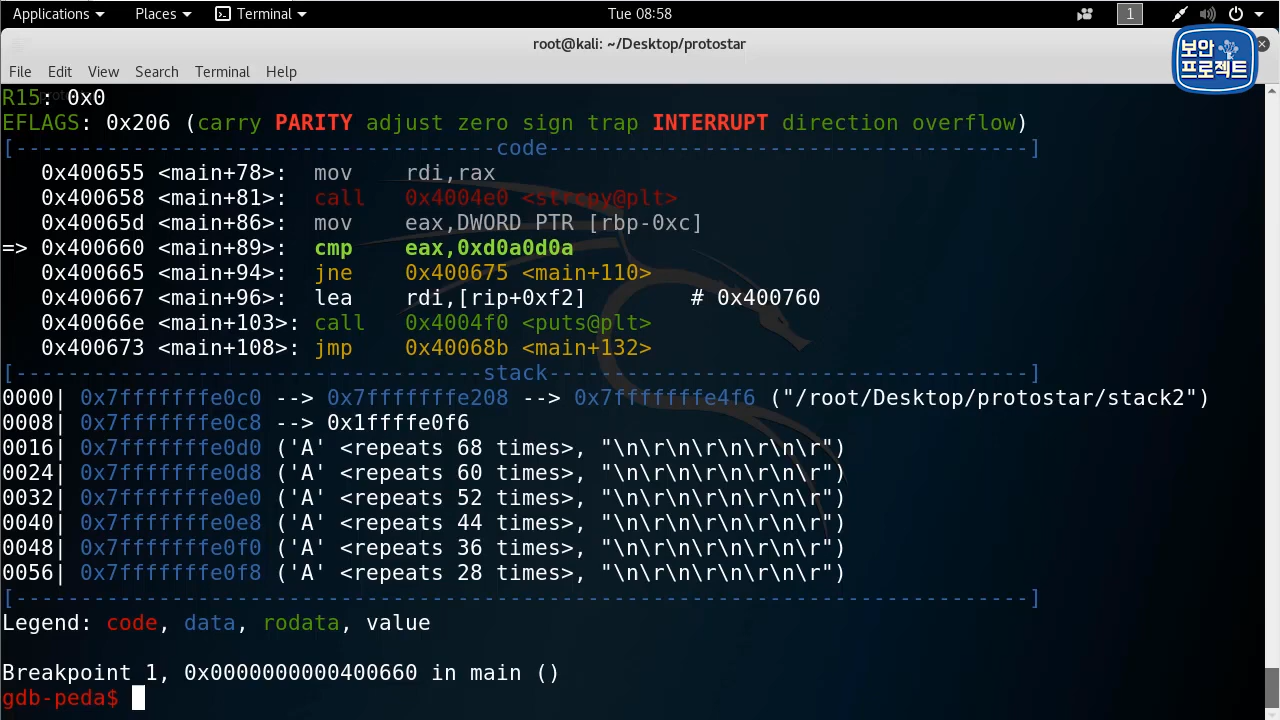 Applications Places Terminal Tue 08:58 1
root@kali: ~/Desktop/protostar
보안
프로젝트
File Edit View Search Terminal Help
R15: 0x0
EFLAGS: 0x206 (carry PARITY adjust zero sign trap INTERRUPT direction overflow)
[-------------------------------------code-------------------------------------]
   0x400655 <main+78>:	mov    rdi,rax
   0x400658 <main+81>:	call   0x4004e0 <strcpy@plt>
   0x40065d <main+86>:	mov    eax,DWORD PTR [rbp-0xc]
=> 0x400660 <main+89>:	cmp    eax,0xd0a0d0a
   0x400665 <main+94>:	jne    0x400675 <main+110>
   0x400667 <main+96>:	lea    rdi,[rip+0xf2]        # 0x400760
   0x40066e <main+103>:	call   0x4004f0 <puts@plt>
   0x400673 <main+108>:	jmp    0x40068b <main+132>
[------------------------------------stack-------------------------------------]
0000| 0x7fffffffe0c0 --> 0x7fffffffe208 --> 0x7fffffffe4f6 ("/root/Desktop/protostar/stack2")
0008| 0x7fffffffe0c8 --> 0x1ffffe0f6
0016| 0x7fffffffe0d0 ('A' <repeats 68 times>, "\n\r\n\r\n\r\n\r\n\r")
0024| 0x7fffffffe0d8 ('A' <repeats 60 times>, "\n\r\n\r\n\r\n\r\n\r")
0032| 0x7fffffffe0e0 ('A' <repeats 52 times>, "\n\r\n\r\n\r\n\r\n\r")
0040| 0x7fffffffe0e8 ('A' <repeats 44 times>, "\n\r\n\r\n\r\n\r\n\r")
0048| 0x7fffffffe0f0 ('A' <repeats 36 times>, "\n\r\n\r\n\r\n\r\n\r")
0056| 0x7fffffffe0f8 ('A' <repeats 28 times>, "\n\r\n\r\n\r\n\r\n\r")
[------------------------------------------------------------------------------]
Legend: code, data, rodata, value
Breakpoint 1, 0x0000000000400660 in main ()
gdb-peda$